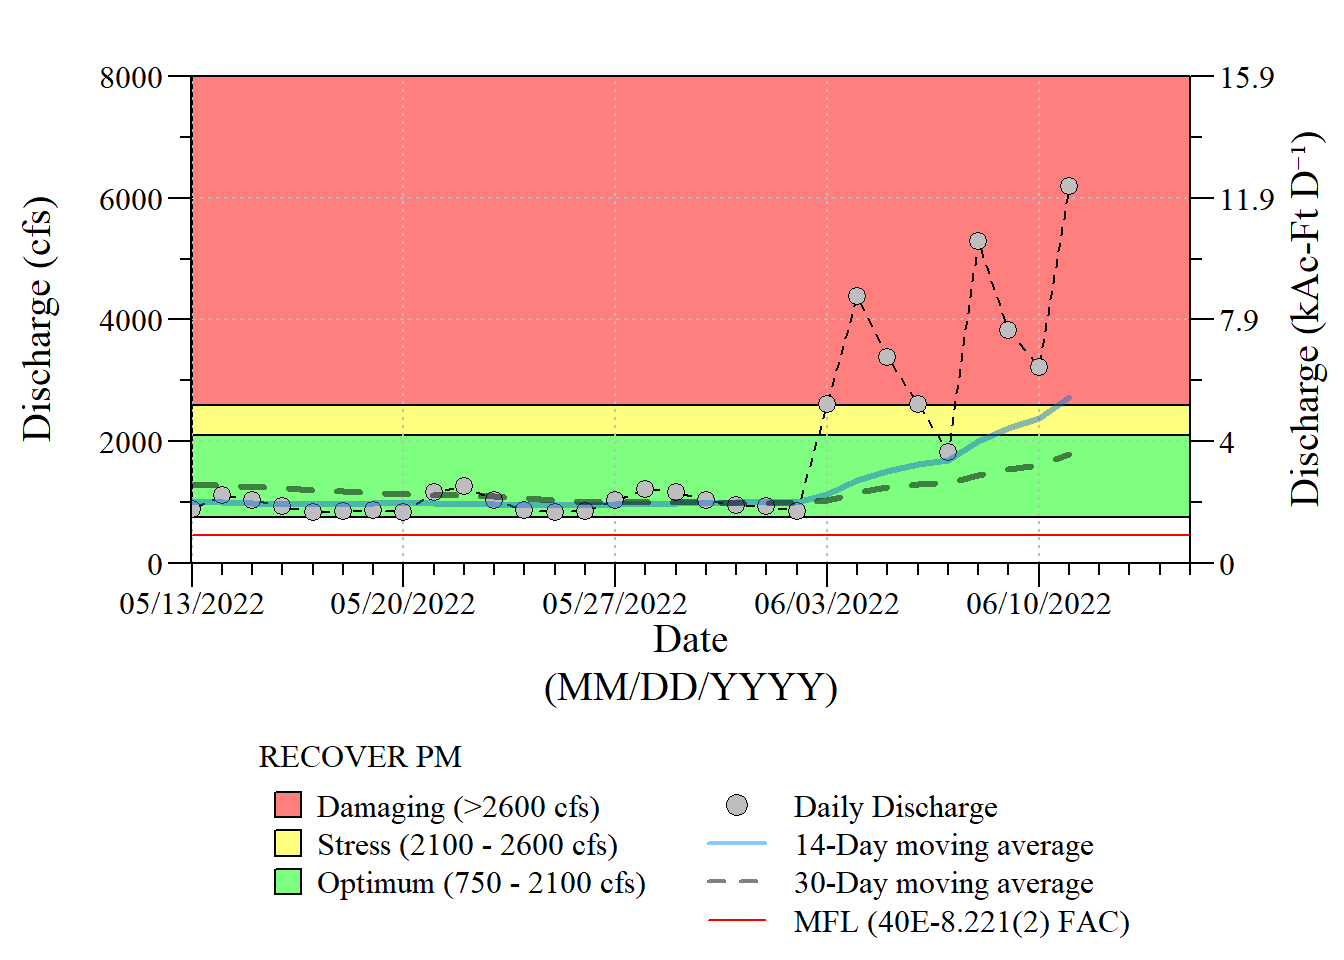 8000
6000
4000
2000
0
Discharge (cfs)
15.9
11.9
7.9
4
0
Discharge (kAc-Ft D⁻¹)
05/13/2022
05/20/2022
05/27/2022
06/03/2022
06/10/2022
Date
(MM/DD/YYYY)
RECOVER PM
Damaging (>2600 cfs)
Stress (2100 - 2600 cfs)
Optimum (750 - 2100 cfs)
Daily Discharge
14-Day moving average
30-Day moving average
MFL (40E-8.221(2) FAC)